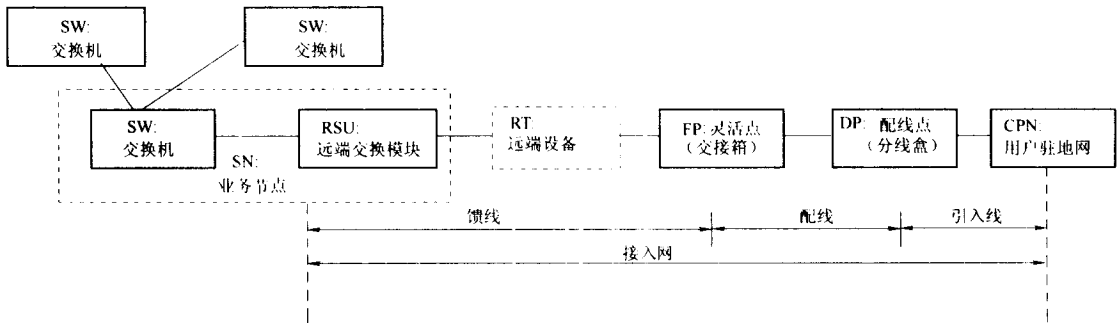 SW:
交换机
SW:
交换机
SW:
交换机
SN:
业务节点
RSU:
远端交换模块
RT:
远端设备
FP: 灵活点
（交接箱）
DP: 配线点
（分线盒）
CPN:
用户驻地网
馈线
配线
引入线
接入网